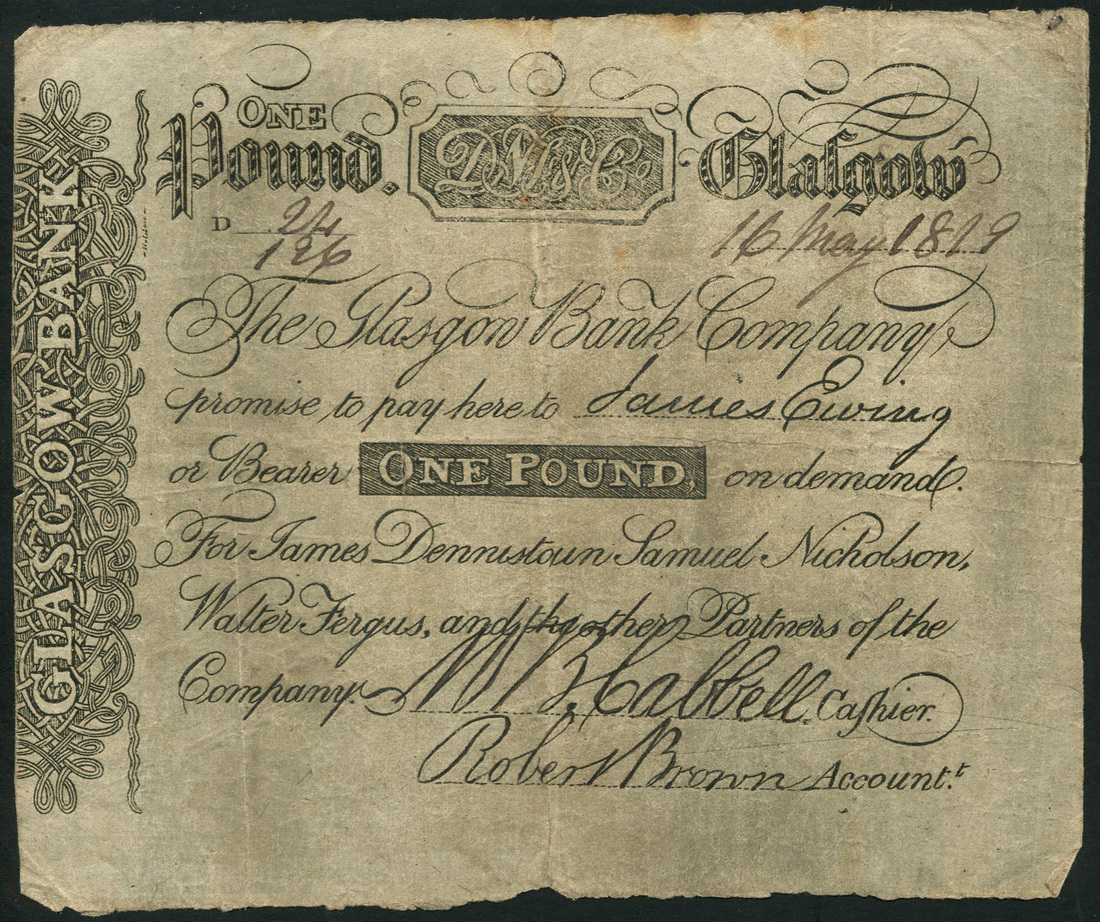 ONE
Pound. D. N. & Co. Glasgow
D 24 16 May 1819
126
GLASGOW BANK
The Glasgow Bank Company
promise to pay here to James Ewing
or Bearer ONE POUND, on demand.
For James Dennistoun Samuel Nicholson,
Walter Fergus, and the other Partners of the
Company. Cashier.
Robert Brown Account.t